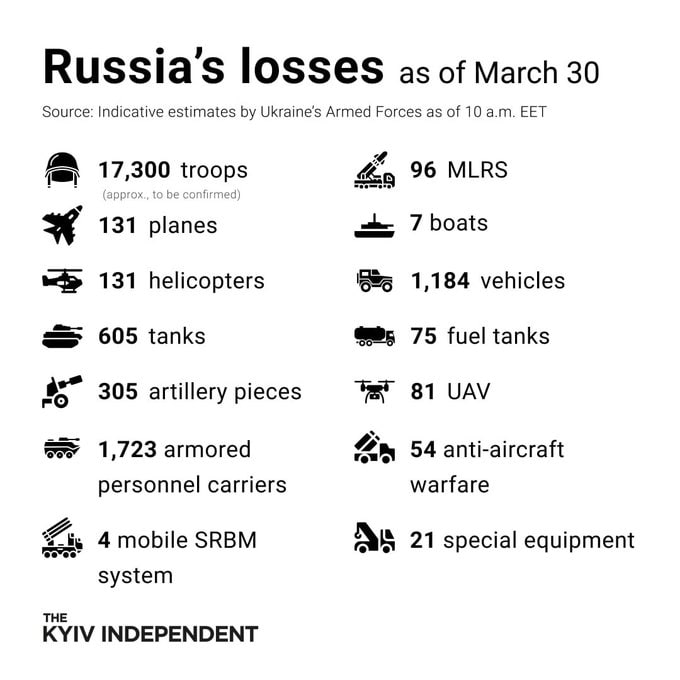 Russia's losses as of March 30
Source: Indicative estimates by Ukraine's Armed Forces as of 10 a.m. EET
17,300 troops
(approx., to be confirmed)
131 planes
131 helicopters
605 tanks
305 artillery pieces
1,723 armored
personnel carriers
4 mobile SRBM
system
96 MLRS
7 boats
1,184 vehicles
75 fuel tanks
81 UAV
54 anti-aircraft
warfare
21 special equipment
THE
KYIV INDEPENDENT